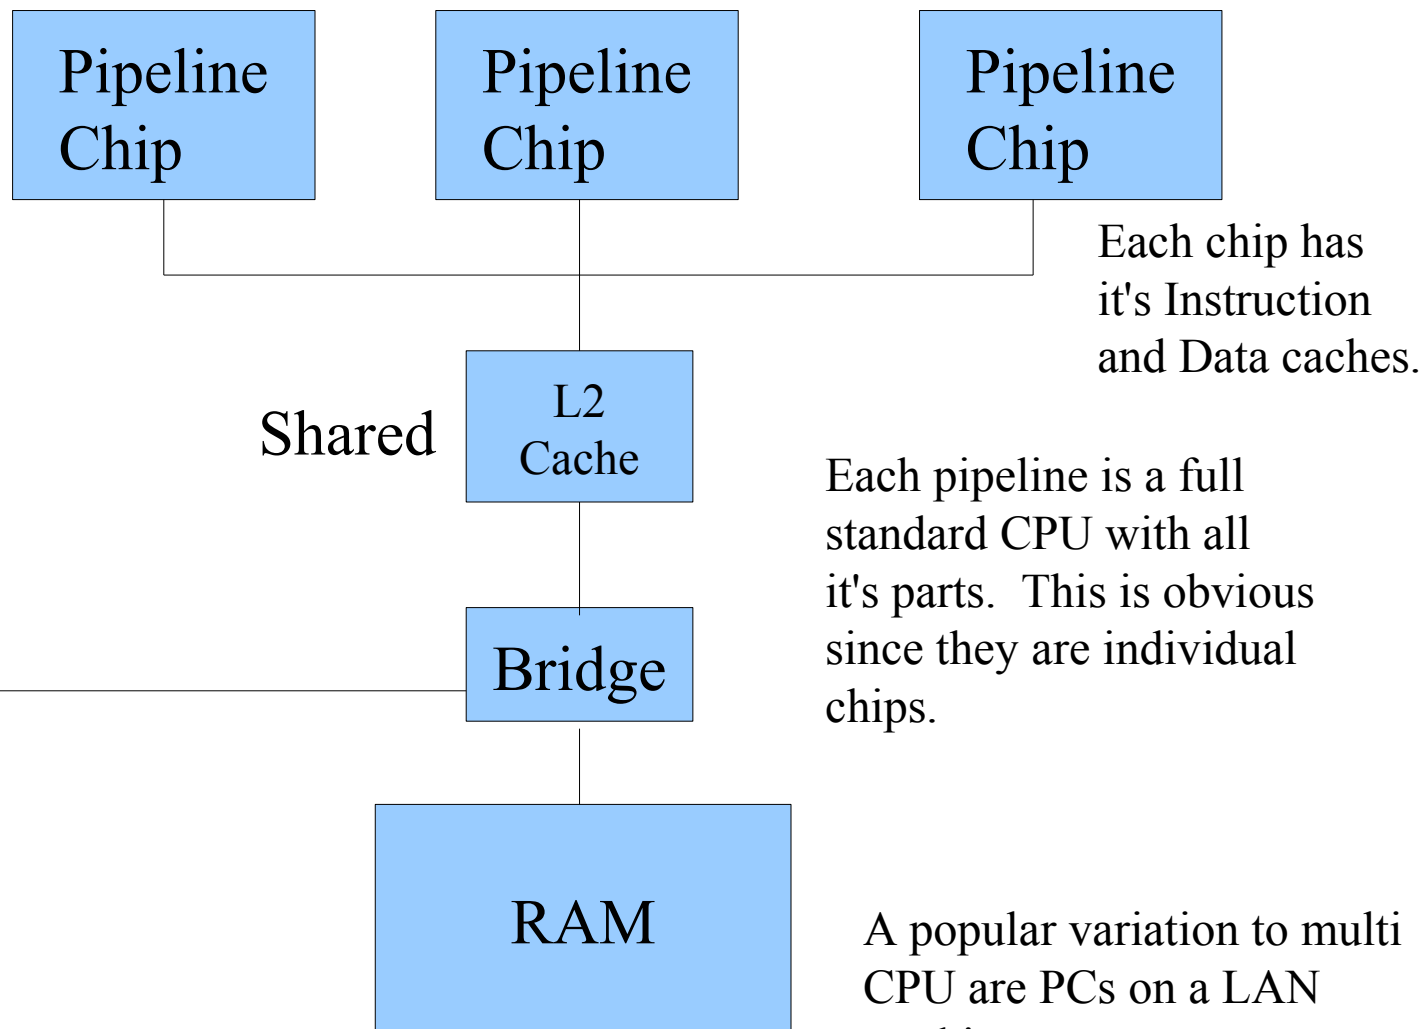 Pipeline
Chip
Pipeline
Chip
Pipeline
Chip
Each chip has
it's Instruction
and Data caches.
Shared
L2
Cache
Each pipeline is a full
standard CPU with all
it's parts.  This is obvious
since they are individual
chips.
Bridge
RAM
A popular variation to multi
CPU are PCs on a LAN